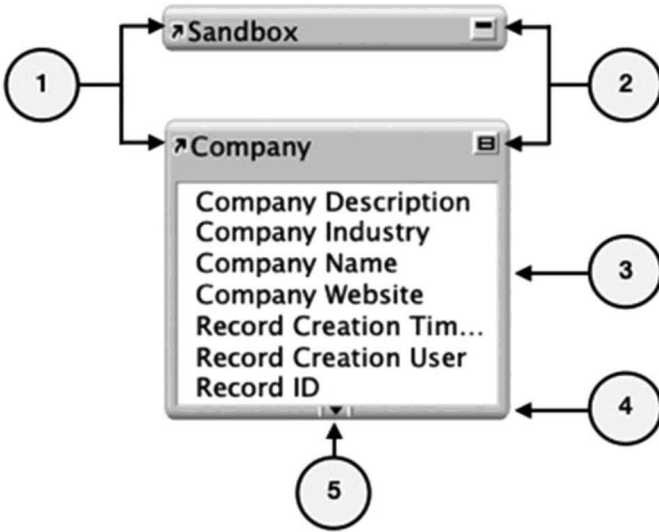 Sandbox
1
2
Company
Company Description
Company Industry
Company Name
3
Company Website
Record Creation Tim...
Record Creation User
Record ID
4
5